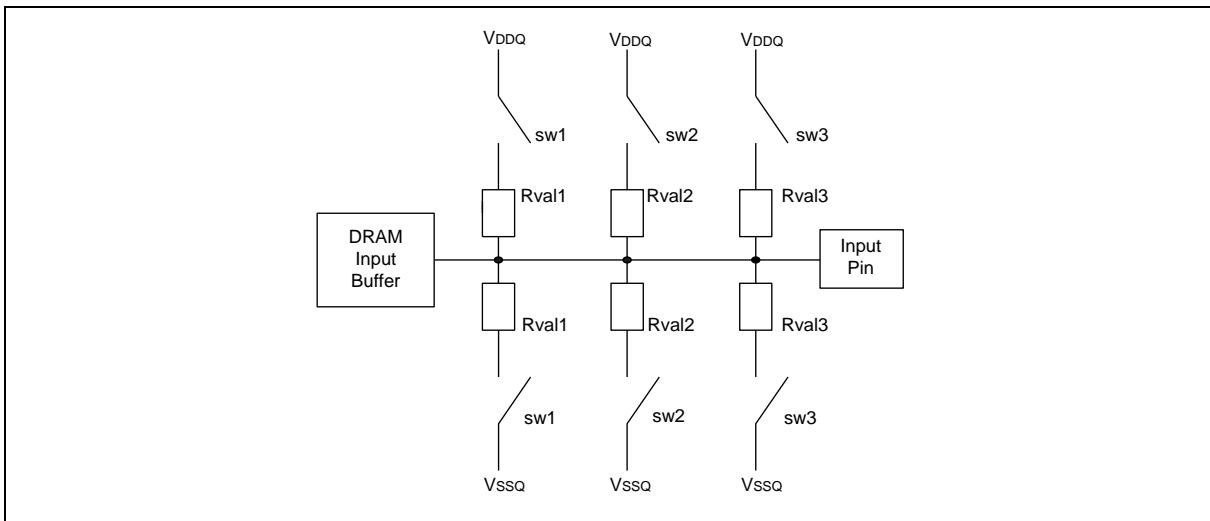 VDDQ VDDQ VDDQ
sw1 sw2 sw3
Rval1 Rval2 Rval3
DRAM
Input
Buffer
Input
Pin
Rval1 Rval2 Rval3
sw1 sw2 sw3
VSSQ VSSQ VSSQ